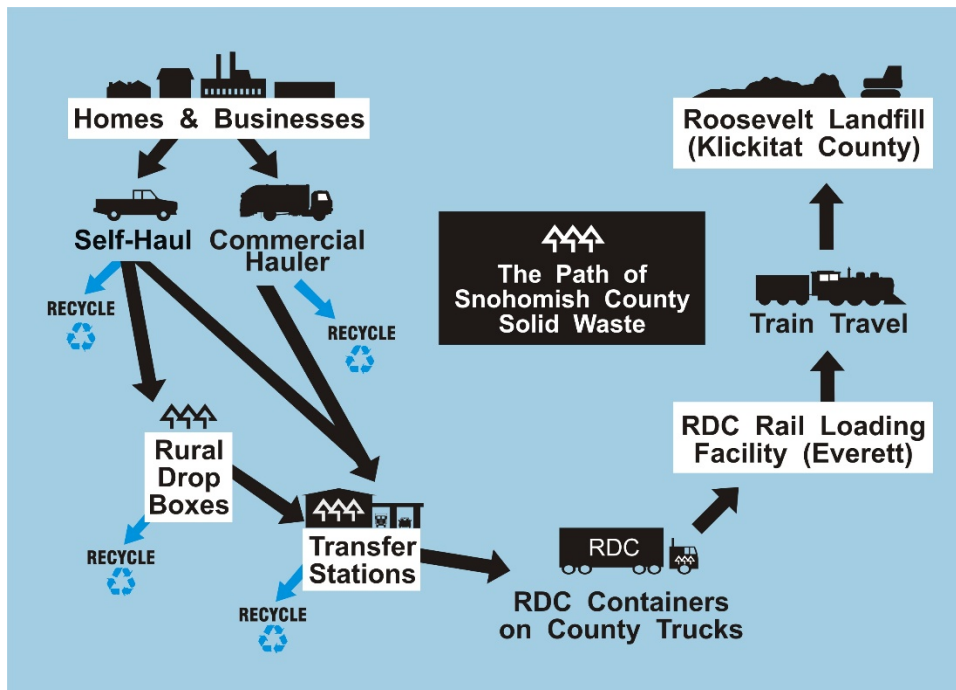 Homes & Businesses
Self-Haul
Commercial
Hauler
RECYCLE
RECYCLE
Rural
Drop
Boxes
RECYCLE
Transfer
Stations
RECYCLE
The Path of
Snohomish County
Solid Waste
RDC
RDC Containers
on County Trucks
RDC Rail Loading
Facility (Everett)
Train Travel
Roosevelt Landfill
(Klickitat County)